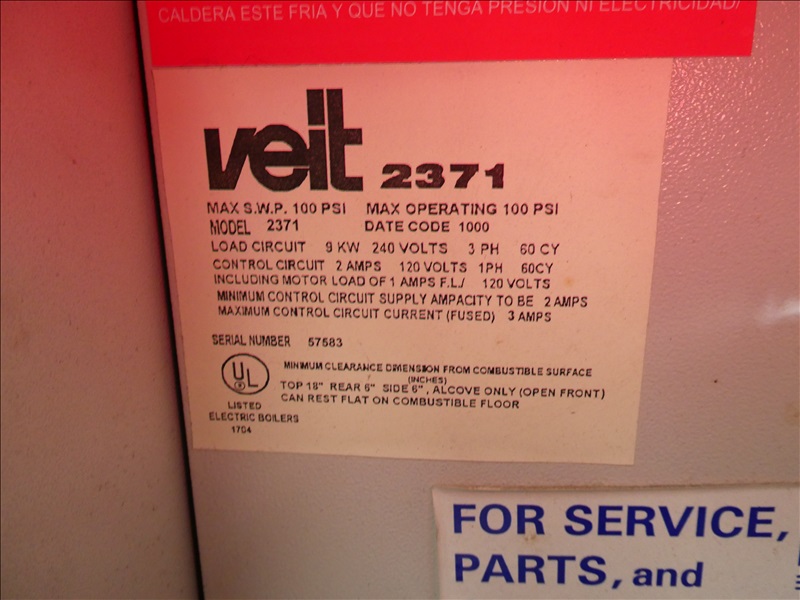 CALDERA ESTE FRIA Y QUE NO TENGA PRESION NI ELECTRICIDAD/
veit 2371
MAX S.W.P. 100 PSI MAX OPERATING 100 PSI
MODEL 2371 DATE CODE 1000
LOAD CIRCUIT 9 KW 240 VOLTS 3 PH 60 CY
CONTROL CIRCUIT 2 AMPS 120 VOLTS 1PH 60CY
INCLUDING MOTOR LOAD OF 1 AMPS F.L./ 120 VOLTS
MINIMUM CONTROL CIRCUIT SUPPLY AMPACITY TO BE 2 AMPS
MAXIMUM CONTROL CIRCUIT CURRENT (FUSED) 3 AMPS
SERIAL NUMBER 57583
UL
LISTED
ELECTRIC BOILERS
17C4
MINIMUM CLEARANCE DIMENSION FROM COMBUSTIBLE SURFACE
(INCHES)
TOP 18" REAR 6" SIDE 6", ALCOVE ONLY (OPEN FRONT)
CAN REST FLAT ON COMBUSTIBLE FLOOR
FOR SERVICE,
PARTS, and